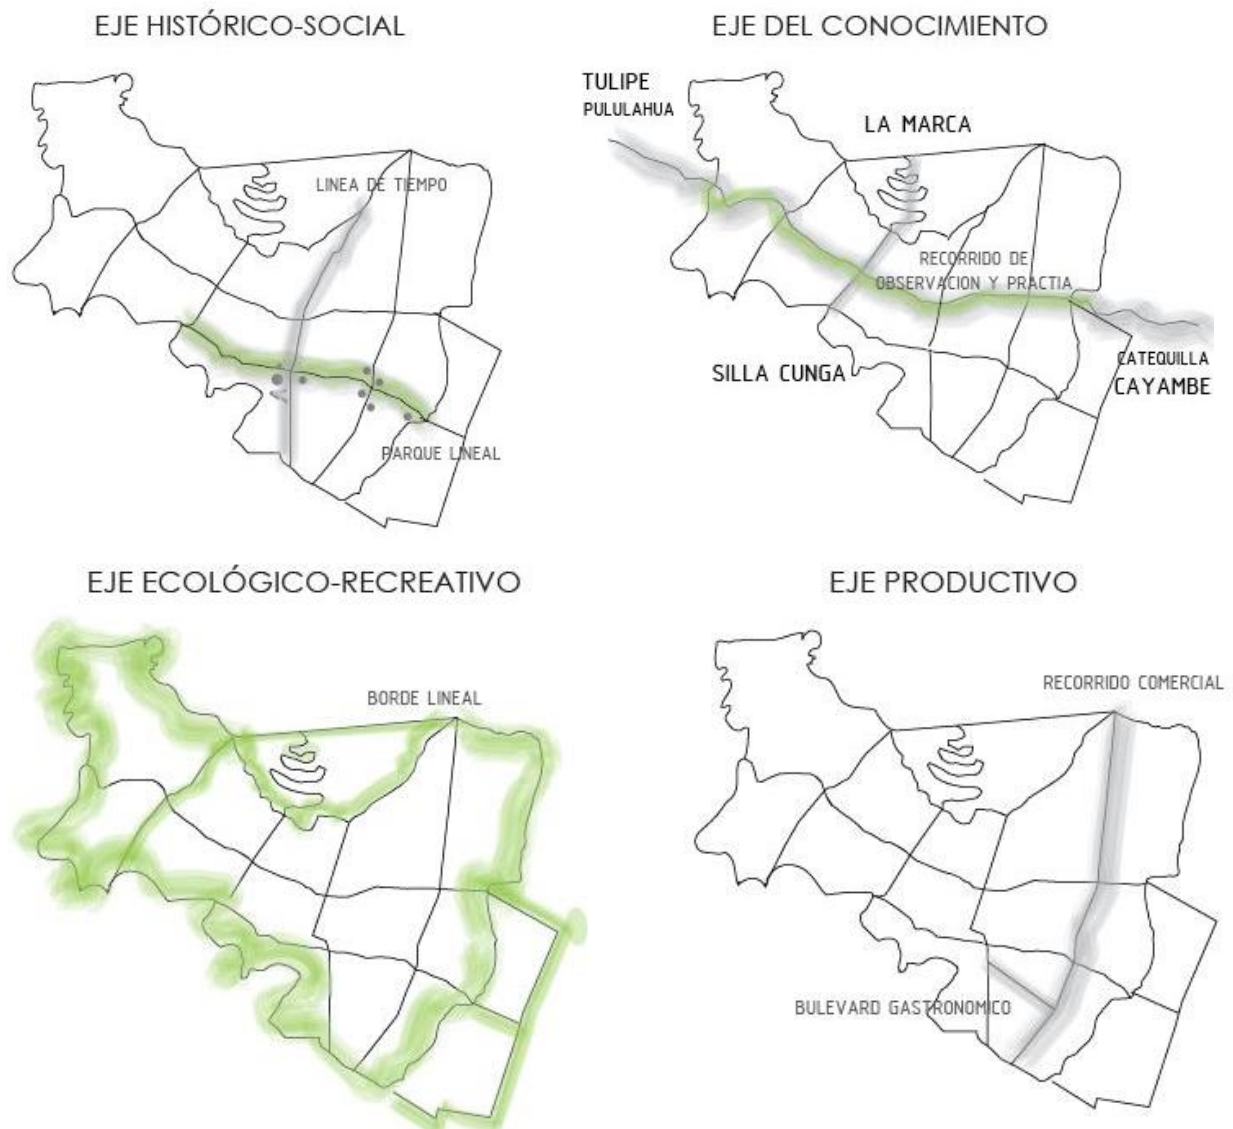 EJE HISTÓRICO-SOCIAL
LINEA DE TIEMPO
PARQUE LINEAL
EJE DEL CONOCIMIENTO
TULIPE
PULULAHUA
LA MARCA
RECORRIDO DE
OBSERVACION Y PRACTIA
SILLA CUNGA
CATEQUILLA
CAYAMBE
EJE ECOLÓGICO-RECREATIVO
BORDE LINEAL
EJE PRODUCTIVO
RECORRIDO COMERCIAL
BULEVARD GASTRONOMICO